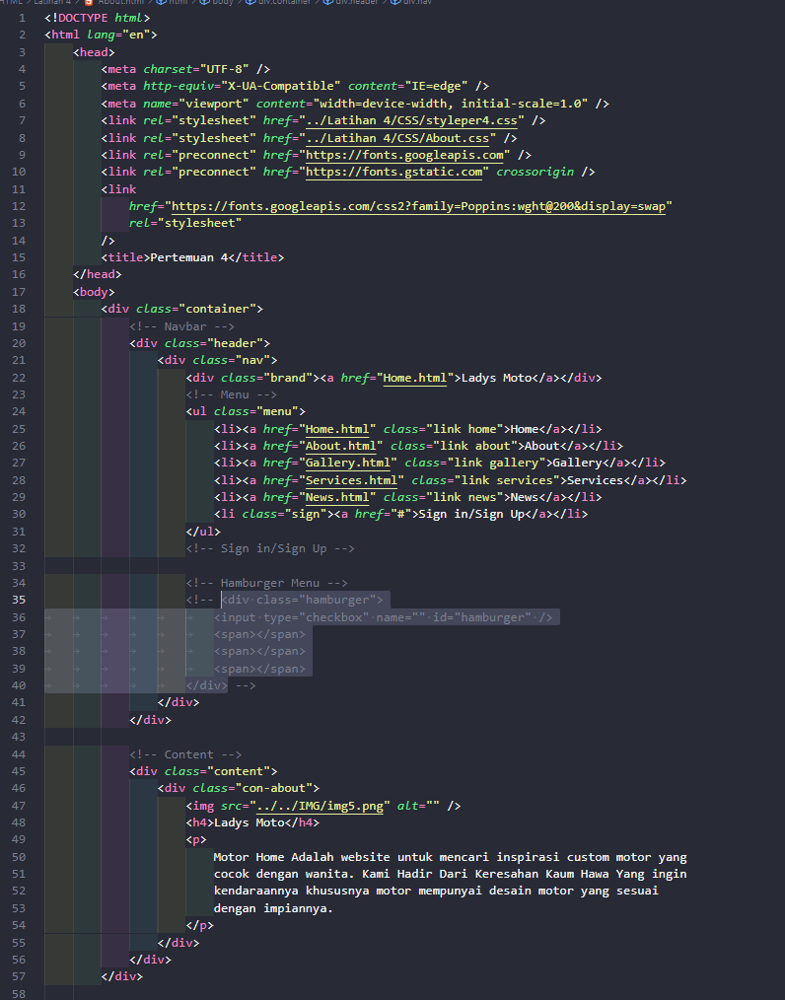 HTML > Latihan 4 > About.html > html > body > div.container > div.header > div.nav
1 <!DOCTYPE html>
2 <html lang="en">
3 <head>
4 <meta charset="UTF-8" />
5 <meta http-equiv="X-UA-Compatible" content="IE=edge" />
6 <meta name="viewport" content="width=device-width, initial-scale=1.0" />
7 <link rel="stylesheet" href="../Latihan 4/CSS/styleper4.css" />
8 <link rel="stylesheet" href="../Latihan 4/CSS/About.css" />
9 <link rel="preconnect" href="https://fonts.googleapis.com" />
10 <link rel="preconnect" href="https://fonts.gstatic.com" crossorigin />
11 <link
12 href="https://fonts.googleapis.com/css2?family=Poppins:wght@200&display=swap"
13 rel="stylesheet"
14 />
15 <title>Pertemuan 4</title>
16 </head>
17 <body>
18 <div class="container">
19 <!-- Navbar -->
20 <div class="header">
21 <div class="nav">
22 <div class="brand"><a href="Home.html">Ladys Moto</a></div>
23 <!-- Menu -->
24 <ul class="menu">
25 <li><a href="Home.html" class="link home">Home</a></li>
26 <li><a href="About.html" class="link about">About</a></li>
27 <li><a href="Gallery.html" class="link gallery">Gallery</a></li>
28 <li><a href="Services.html" class="link services">Services</a></li>
29 <li><a href="News.html" class="link news">News</a></li>
30 <li class="sign"><a href="#">Sign in/Sign Up</a></li>
31 </ul>
32 <!-- Sign in/Sign Up -->
33
34 <!-- Hamburger Menu -->
35 <!-- <div class="hamburger">
36 <input type="checkbox" name="" id="hamburger" />
37 <span></span>
38 <span></span>
39 <span></span>
40 </div> -->
41 </div>
42 </div>
43
44 <!-- Content -->
45 <div class="content">
46 <div class="con-about">
47 <img src="../../IMG/img5.png" alt="" />
48 <h4>Ladys Moto</h4>
49 <p>
50 Motor Home Adalah website untuk mencari inspirasi custom motor yang
51 cocok dengan wanita. Kami Hadir Dari Keresahan Kaum Hawa Yang ingin
52 kendaraannya khususnya motor mempunyai desain motor yang sesuai
53 dengan impiannya.
54 </p>
55 </div>
56 </div>
57 </div>
58